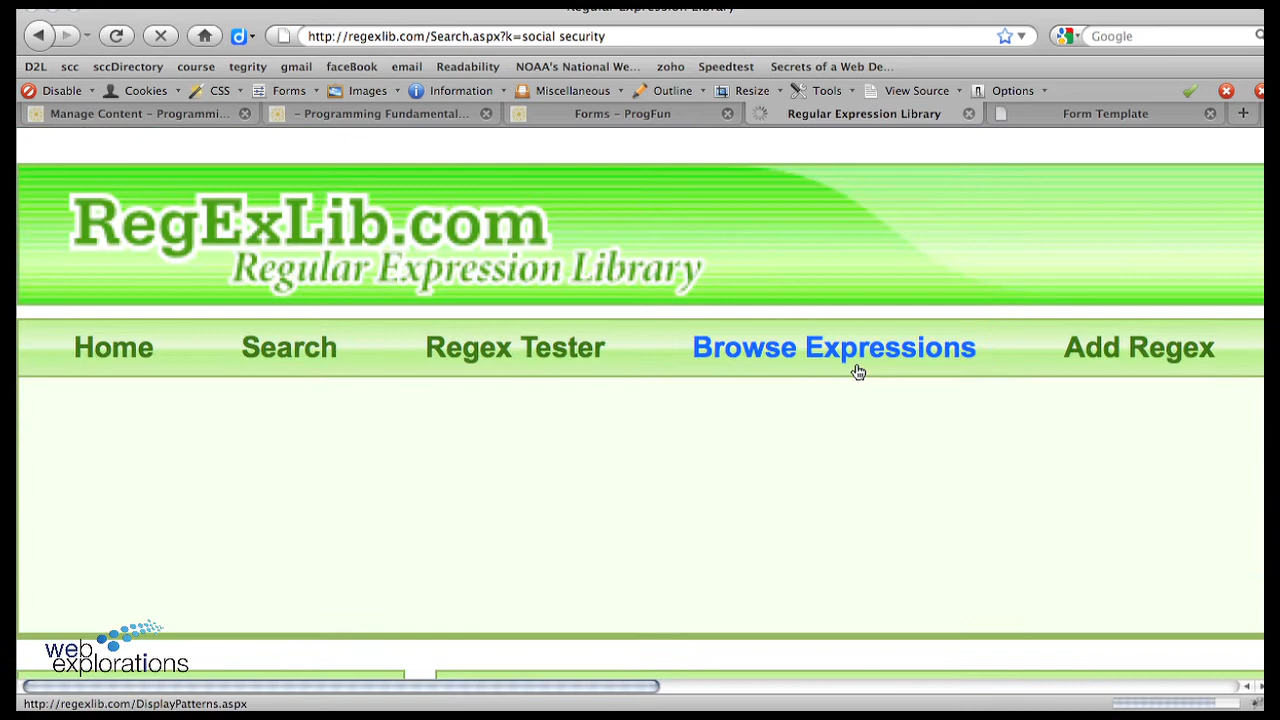 Regular Expression Library
http://regexlib.com/Search.aspx?k=social security
Google
D2L scc sccDirectory course tegrity gmail faceBook email Readability NOAA's National We... zoho Speedtest Secrets of a Web De...
Disable Cookies CSS Forms Images Information Miscellaneous Outline Resize Tools View Source Options
Manage Content – Programmi... – Programming Fundamental... Forms – ProgFun Regular Expression Library Form Template
RegExLib.com
Regular Expression Library
Home Search Regex Tester Browse Expressions Add Regex
web
explorations
http://regexlib.com/DisplayPatterns.aspx